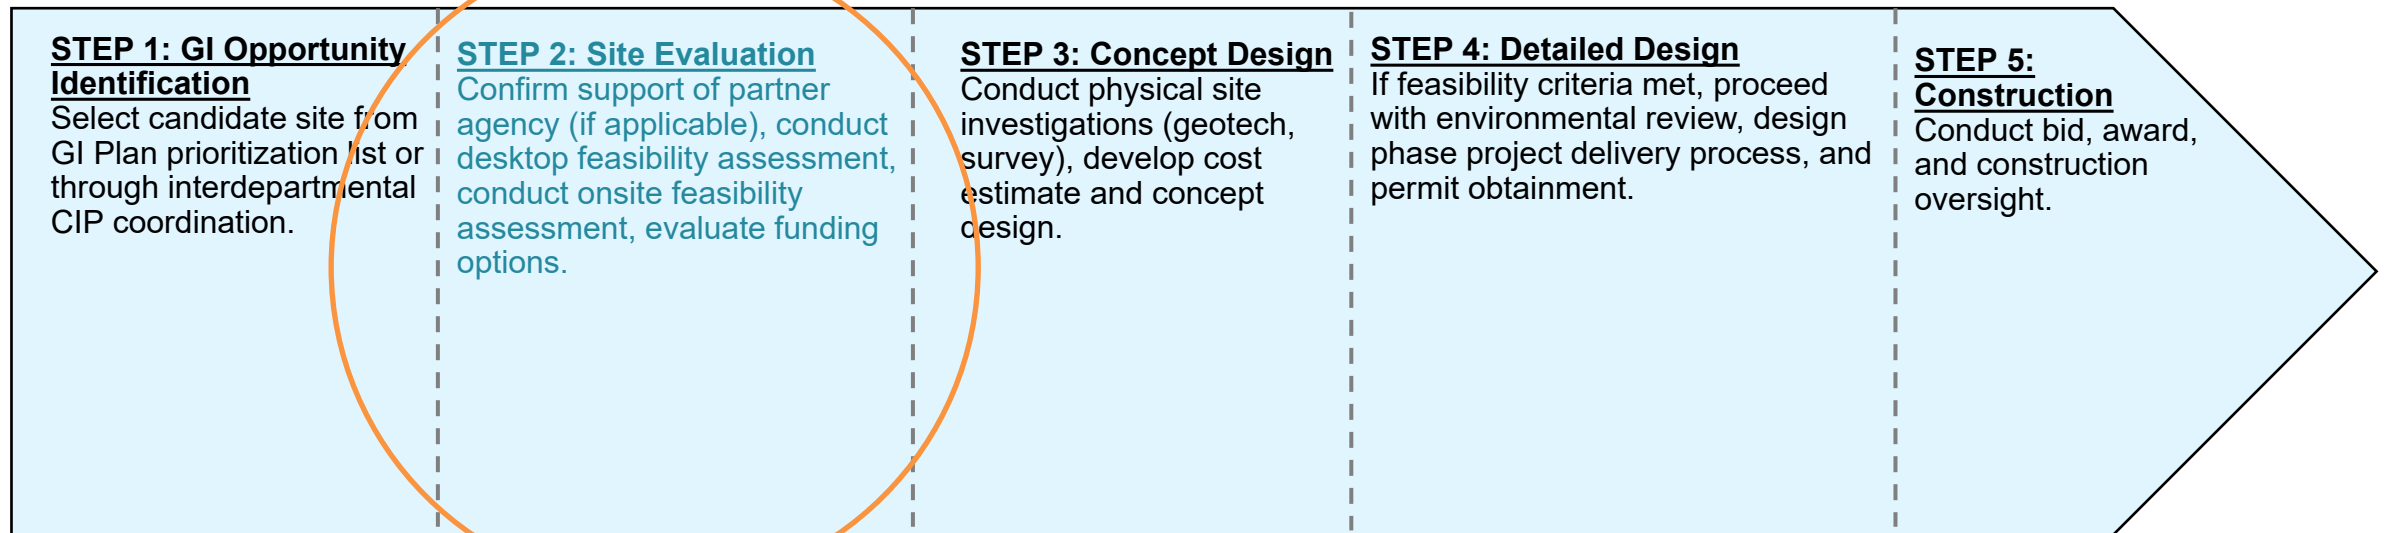 STEP 1: GI Opportunity
Identification
Select candidate site from
GI Plan prioritization list or
through interdepartmental
CIP coordination.
STEP 2: Site Evaluation
Confirm support of partner
agency (if applicable), conduct
desktop feasibility assessment,
conduct onsite feasibility
assessment, evaluate funding
options.
STEP 3: Concept Design
Conduct physical site
investigations (geotech,
survey), develop cost
estimate and concept
design.
STEP 4: Detailed Design
If feasibility criteria met, proceed
with environmental review, design
phase project delivery process, and
permit obtainment.
STEP 5:
Construction
Conduct bid, award,
and construction
oversight.